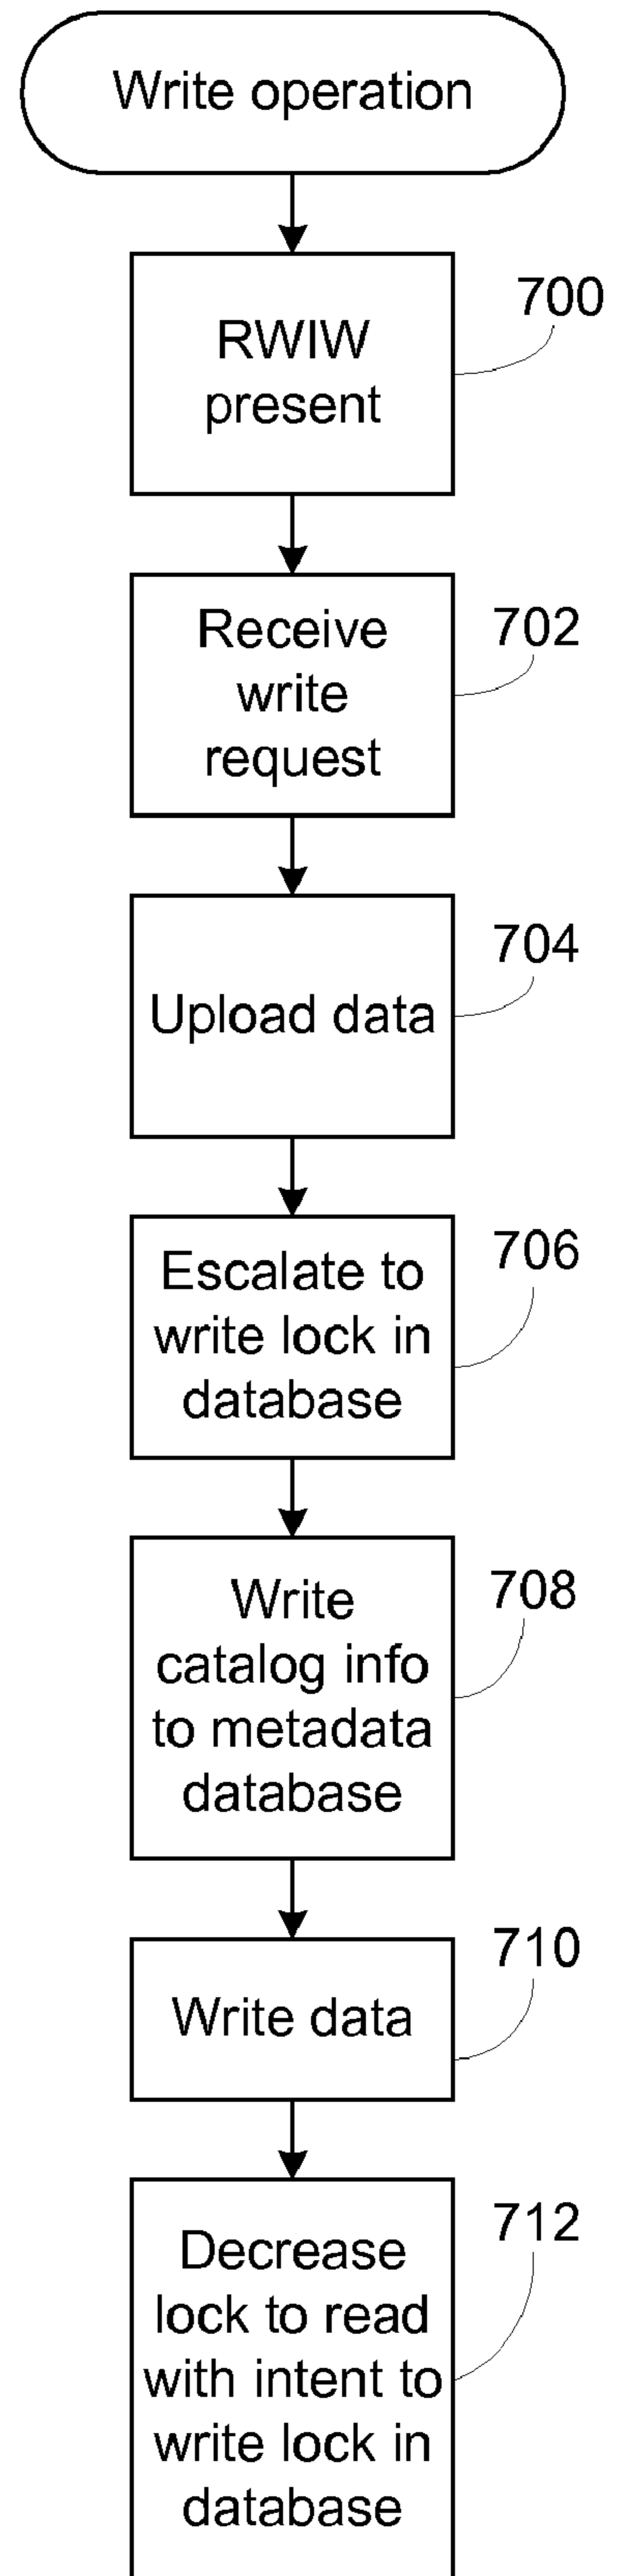 Write operation
700
RWIW
present
702
Receive
write
request
704
Upload data
706
Escalate to
write lock in
database
708
Write
catalog info
to metadata
database
710
Write data
712
Decrease
lock to read
with intent to
write lock in
database